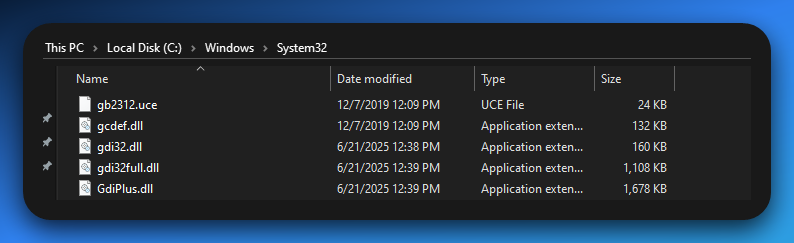 This PC > Local Disk (C:) > Windows > System32
Name Date modified Type Size
gb2312.uce 12/7/2019 12:09 PM UCE File 24 KB
gcdef.dll 12/7/2019 12:09 PM Application exten... 132 KB
gdi32.dll 6/21/2025 12:38 PM Application exten... 160 KB
gdi32full.dll 6/21/2025 12:39 PM Application exten... 1,108 KB
GdiPlus.dll 6/21/2025 12:39 PM Application exten... 1,678 KB